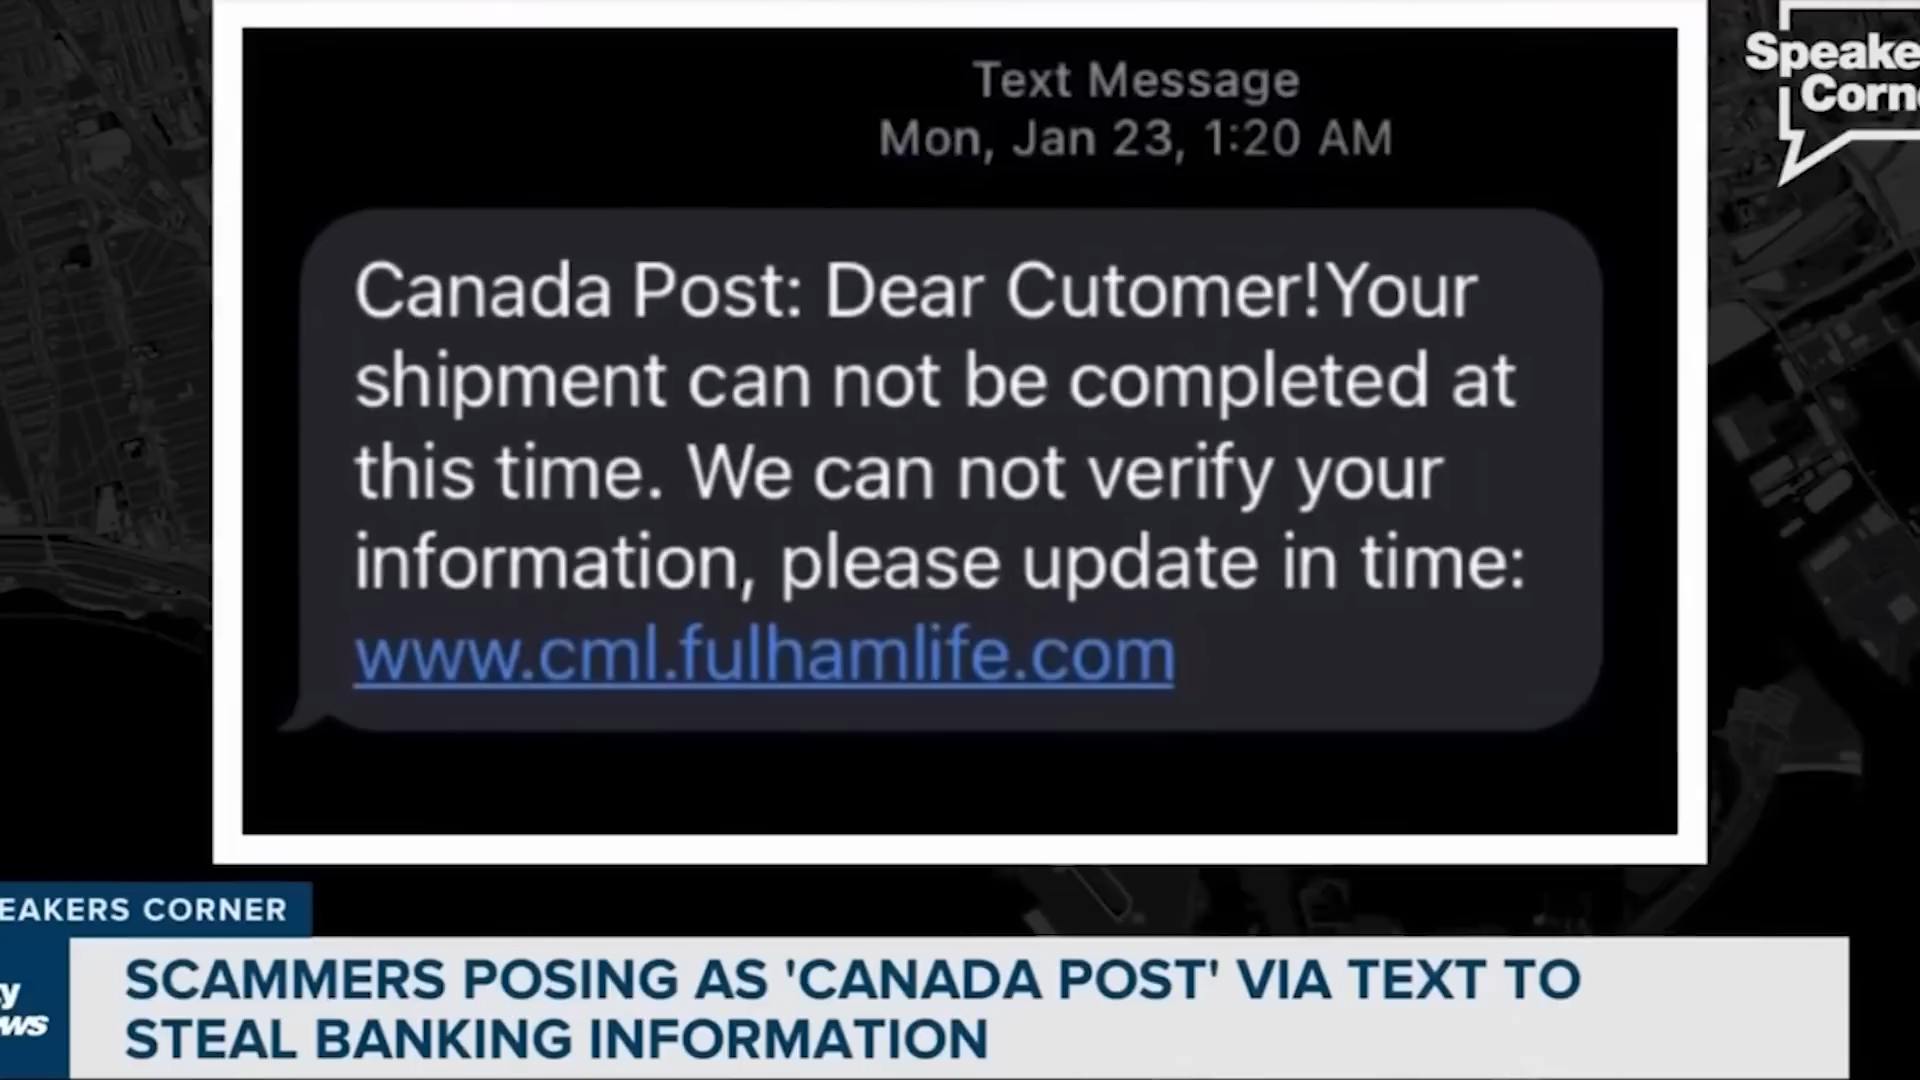 Speake
Corn
Text Message
Mon, Jan 23, 1:20 AM
Canada Post: Dear Cutomer!Your
shipment can not be completed at
this time. We can not verify your
information, please update in time:
www.cml.fulhamlife.com
EAKERS CORNER
SCAMMERS POSING AS 'CANADA POST' VIA TEXT TO
STEAL BANKING INFORMATION